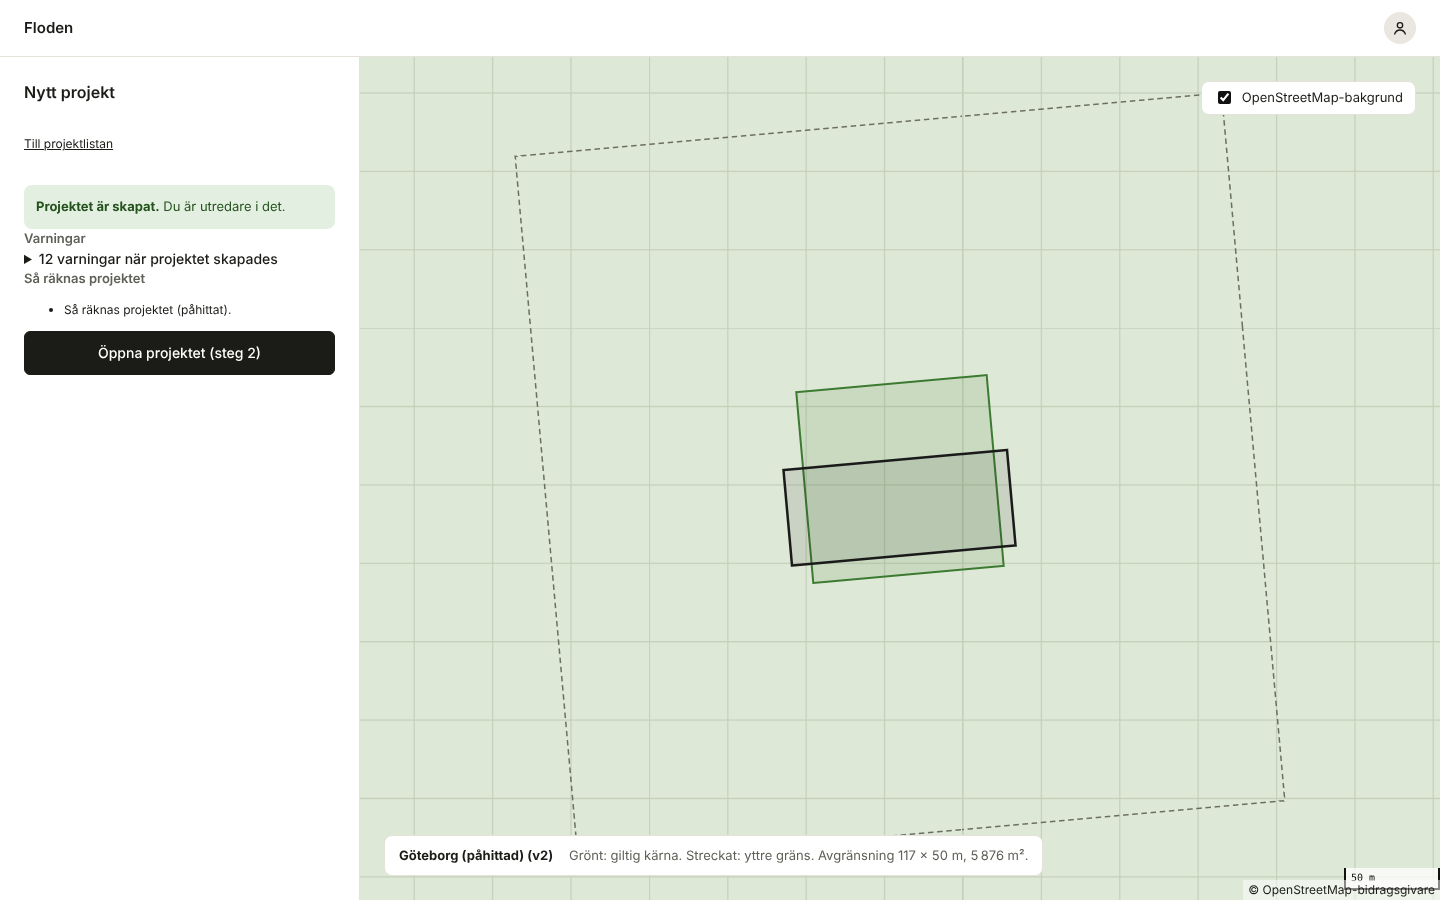 Floden
Nytt projekt
Till projektlistan
Projektet är skapat. Du är utredare i det.
Varningar
12 varningar när projektet skapades
Så räknas projektet
Så räknas projektet (påhittat).
Öppna projektet (steg 2)
OpenStreetMap-bakgrund
Göteborg (påhittad) (v2) Grönt: giltig kärna. Streckat: yttre gräns. Avgränsning 117 × 50 m, 5 876 m².
50 m
© OpenStreetMap-bidragsgivare